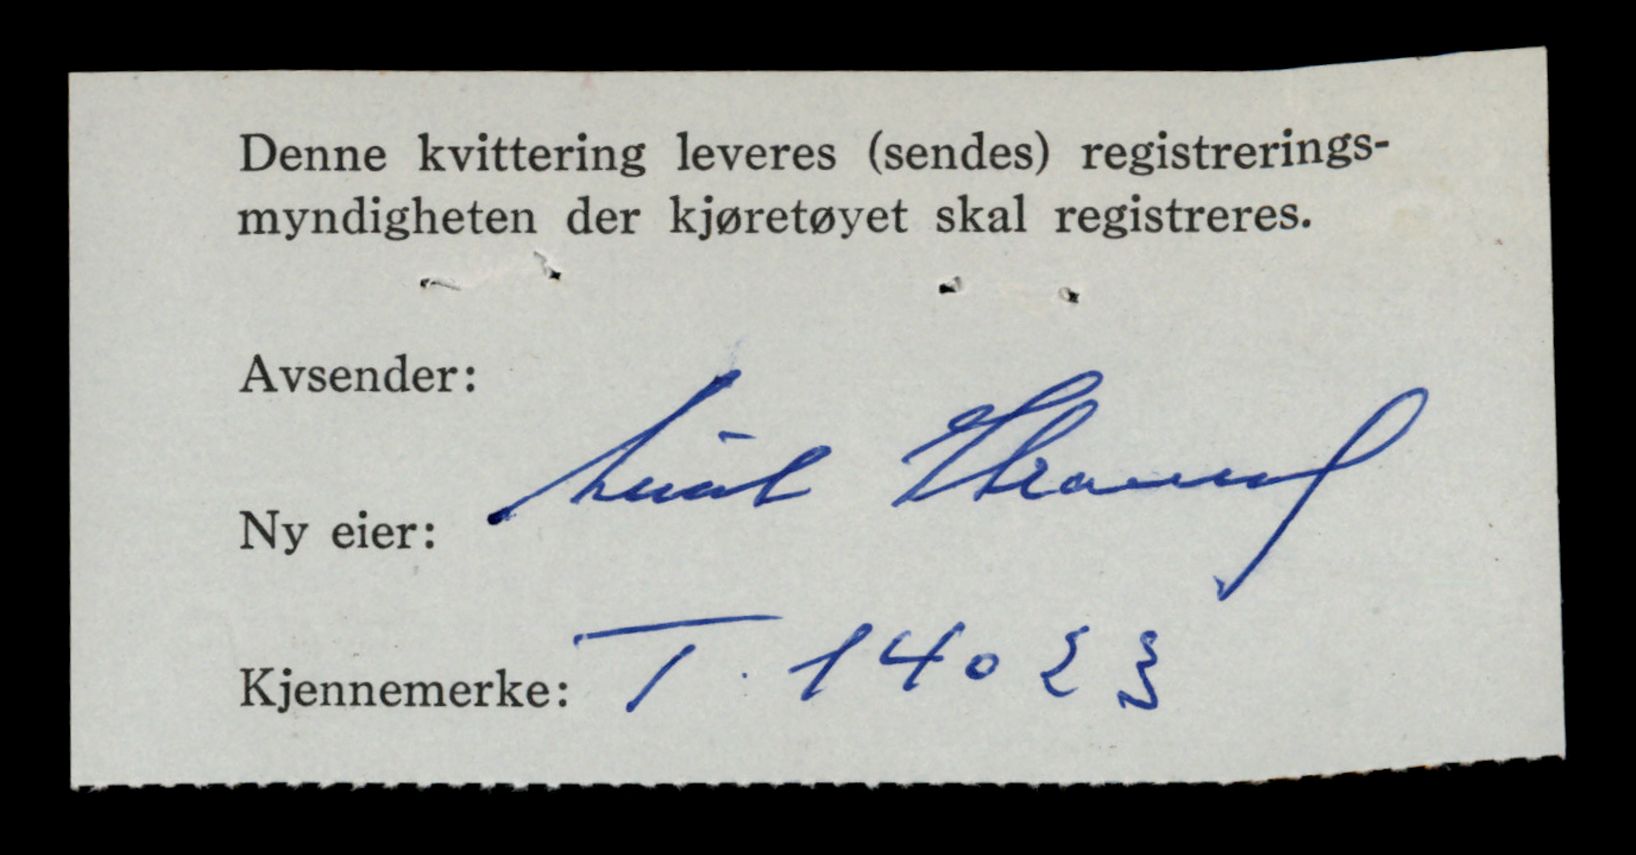 Denne kvittering leveres (sendes) registrerings-
myndigheten der kjøretøyet skal registreres.
Avsender:
Ny eier:
Kjennemerke: T. 14023